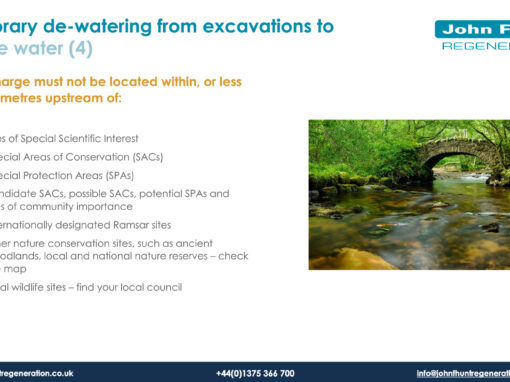 orary de-watering from excavations to
e water (4)
John F
REGENE
arge must not be located within, or less
metres upstream of:
es of Special Scientific Interest
ecial Areas of Conservation (SACs)
ecial Protection Areas (SPAs)
ndidate SACs, possible SACs, potential SPAs and
s of community importance
ernationally designated Ramsar sites
er nature conservation sites, such as ancient
odlands, local and national nature reserves – check
map
al wildlife sites – find your local council
tregeneration.co.uk
+44(0)1375 366 700
info@johnfhuntregenerati